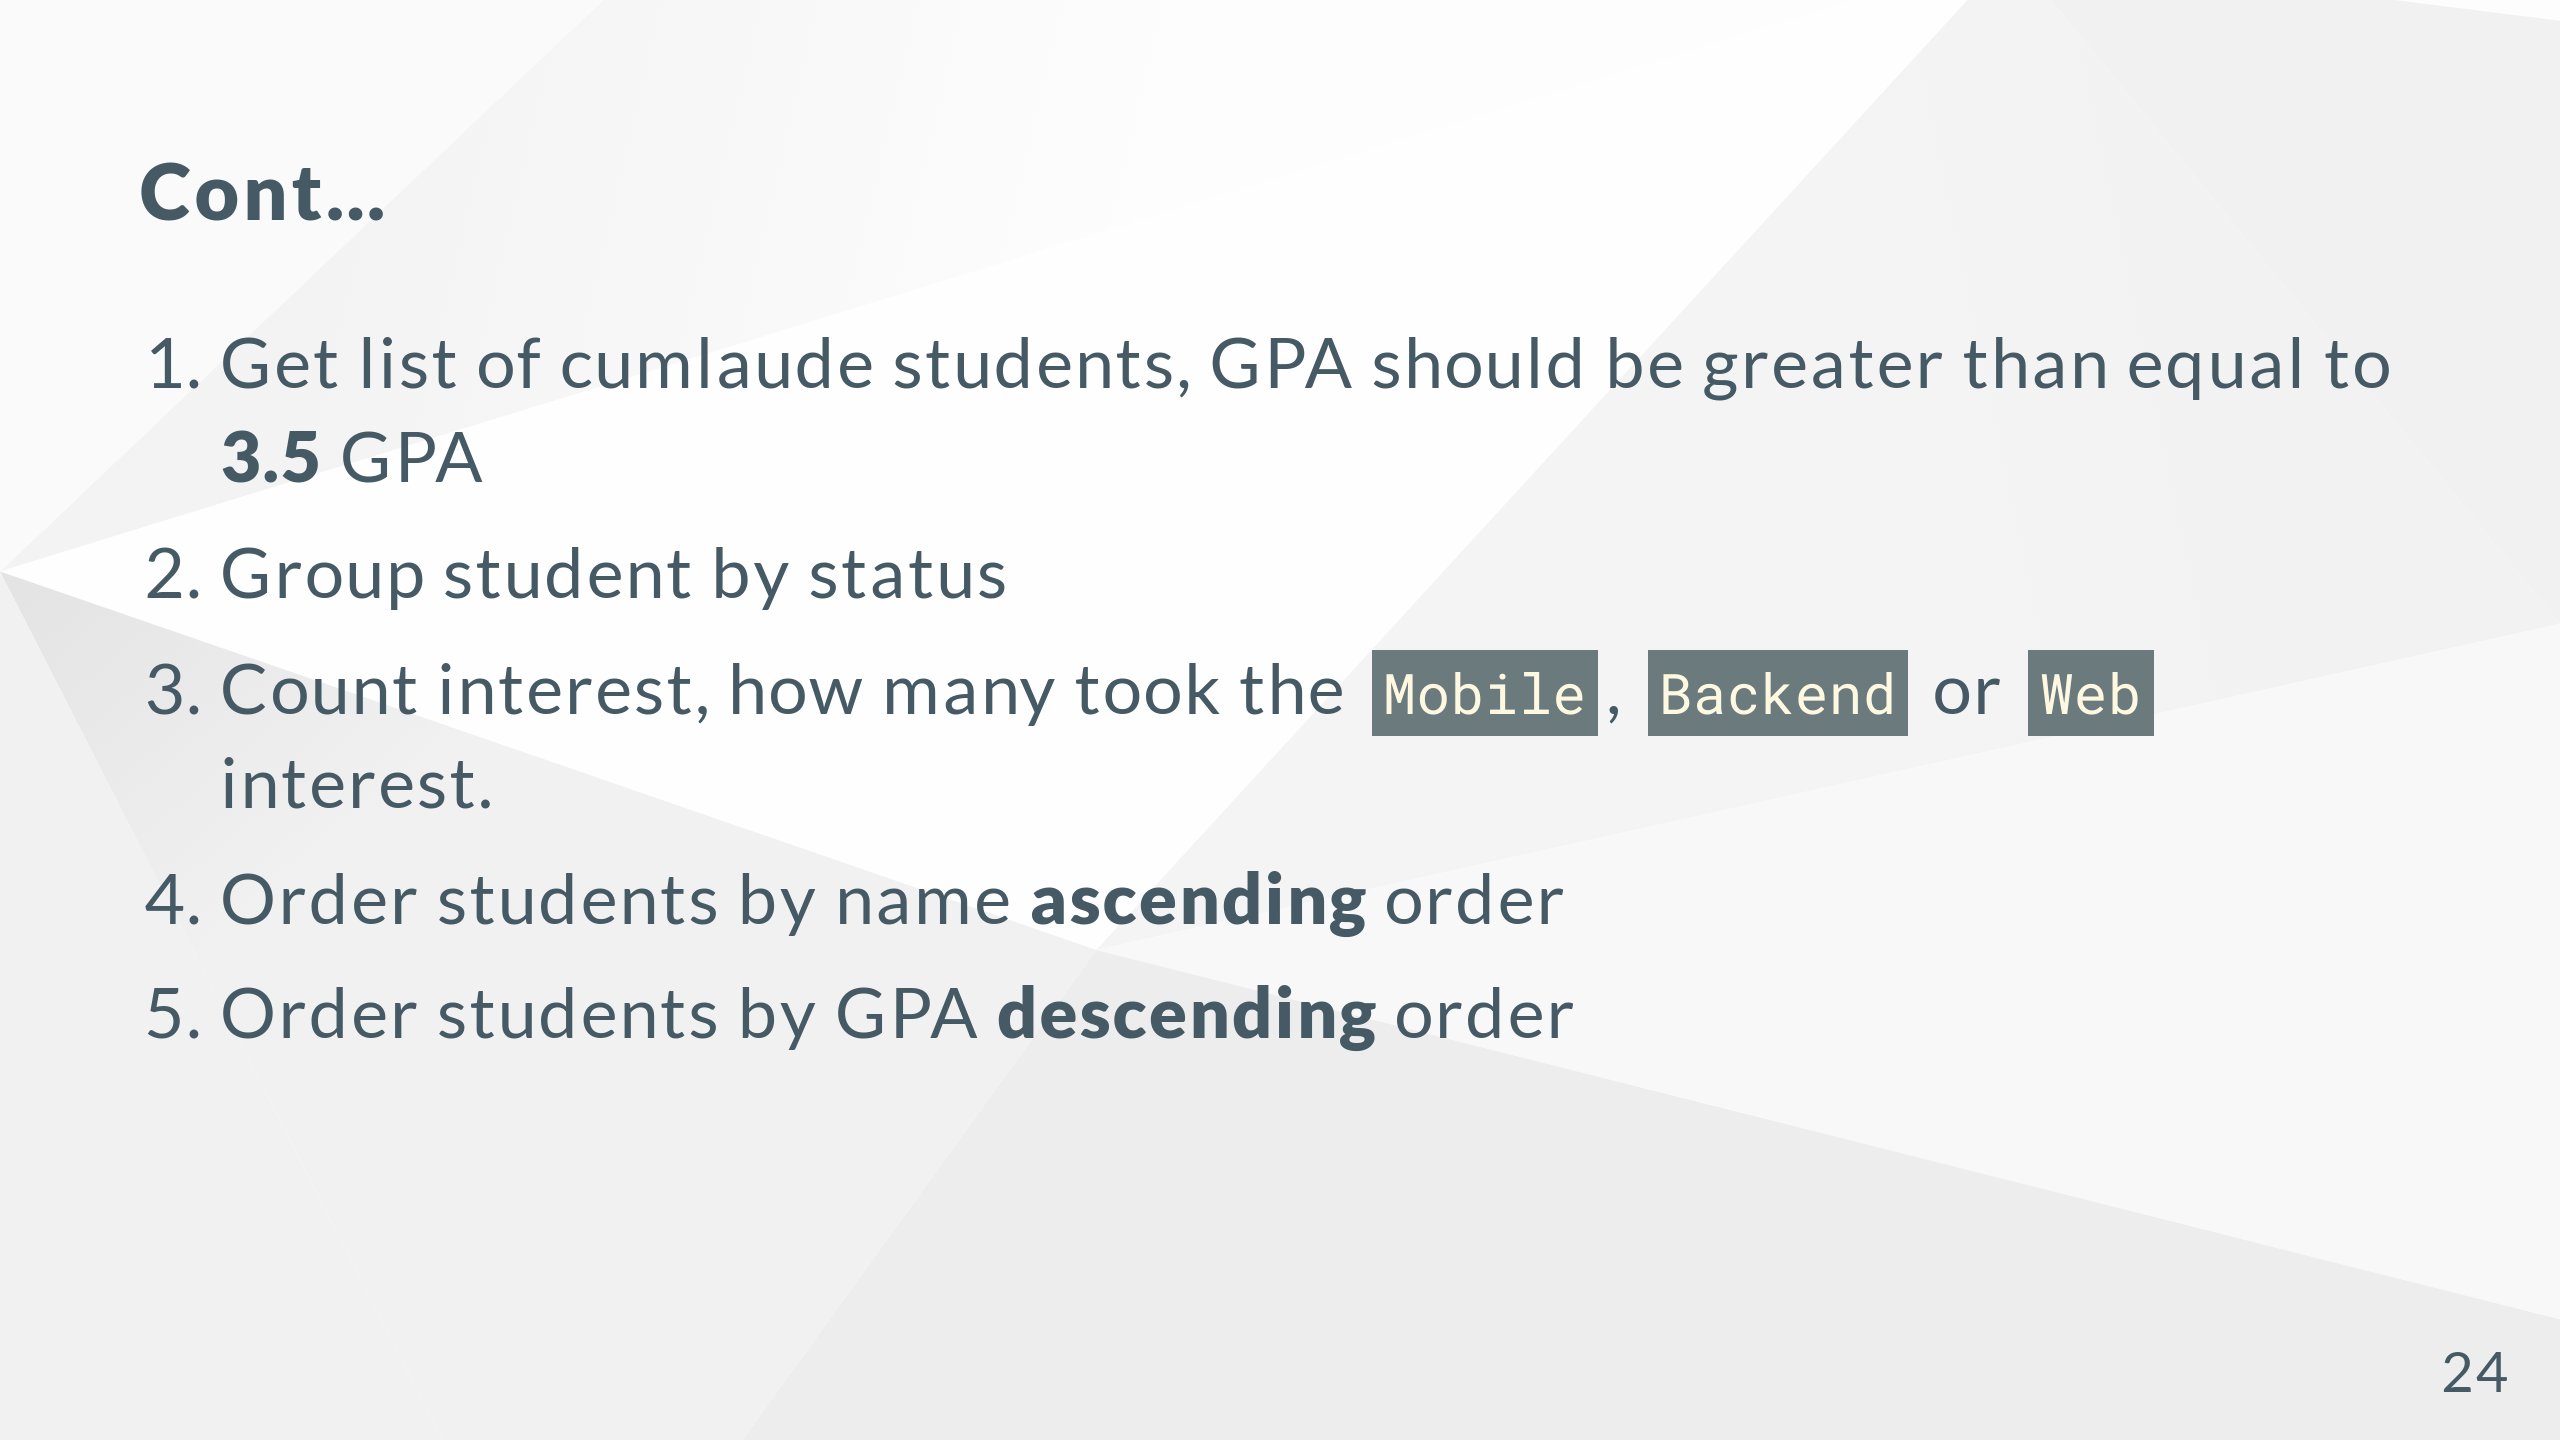 Cont...
1. Get list of cumlaude students, GPA should be greater than equal to
3.5 GPA
2. Group student by status
3. Count interest, how many took the Mobile, Backend or Web
interest.
4. Order students by name ascending order
5. Order students by GPA descending order
24